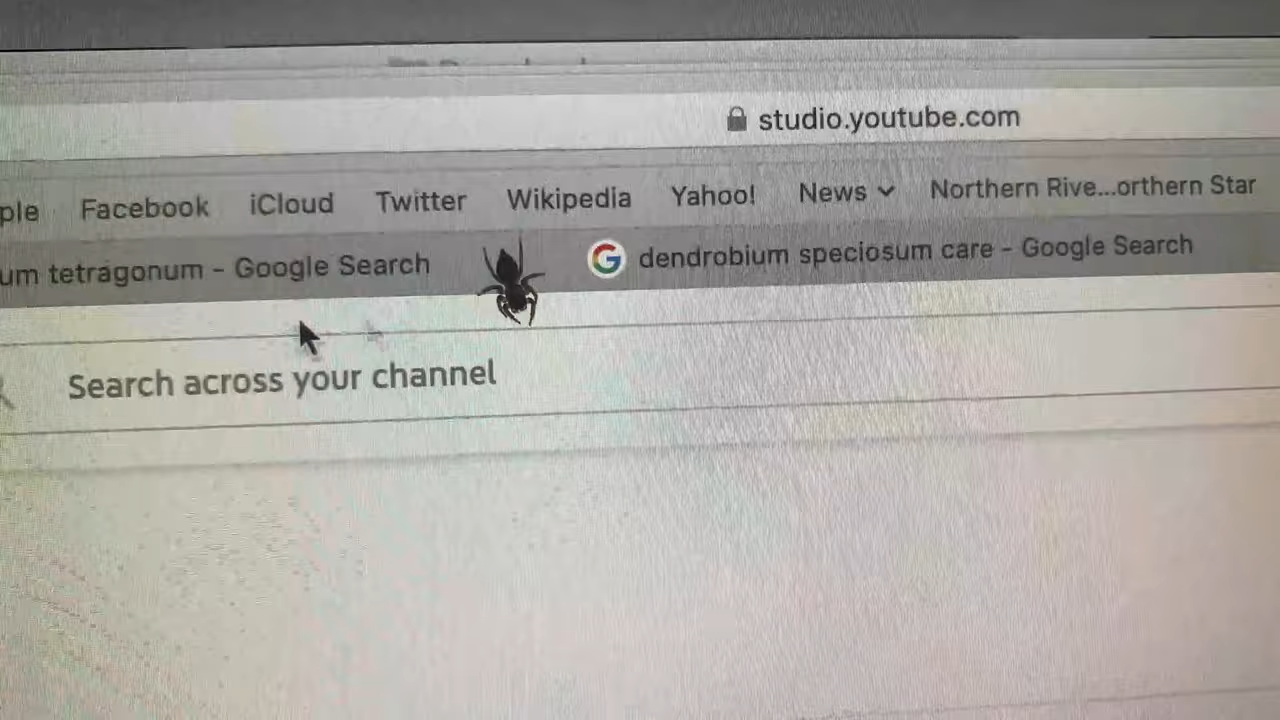 studio.youtube.com
ple Facebook iCloud Twitter Wikipedia Yahoo! News Northern Rive...orthern Star
um tetragonum - Google Search G dendrobium speciosum care - Google Search
Search across your channel